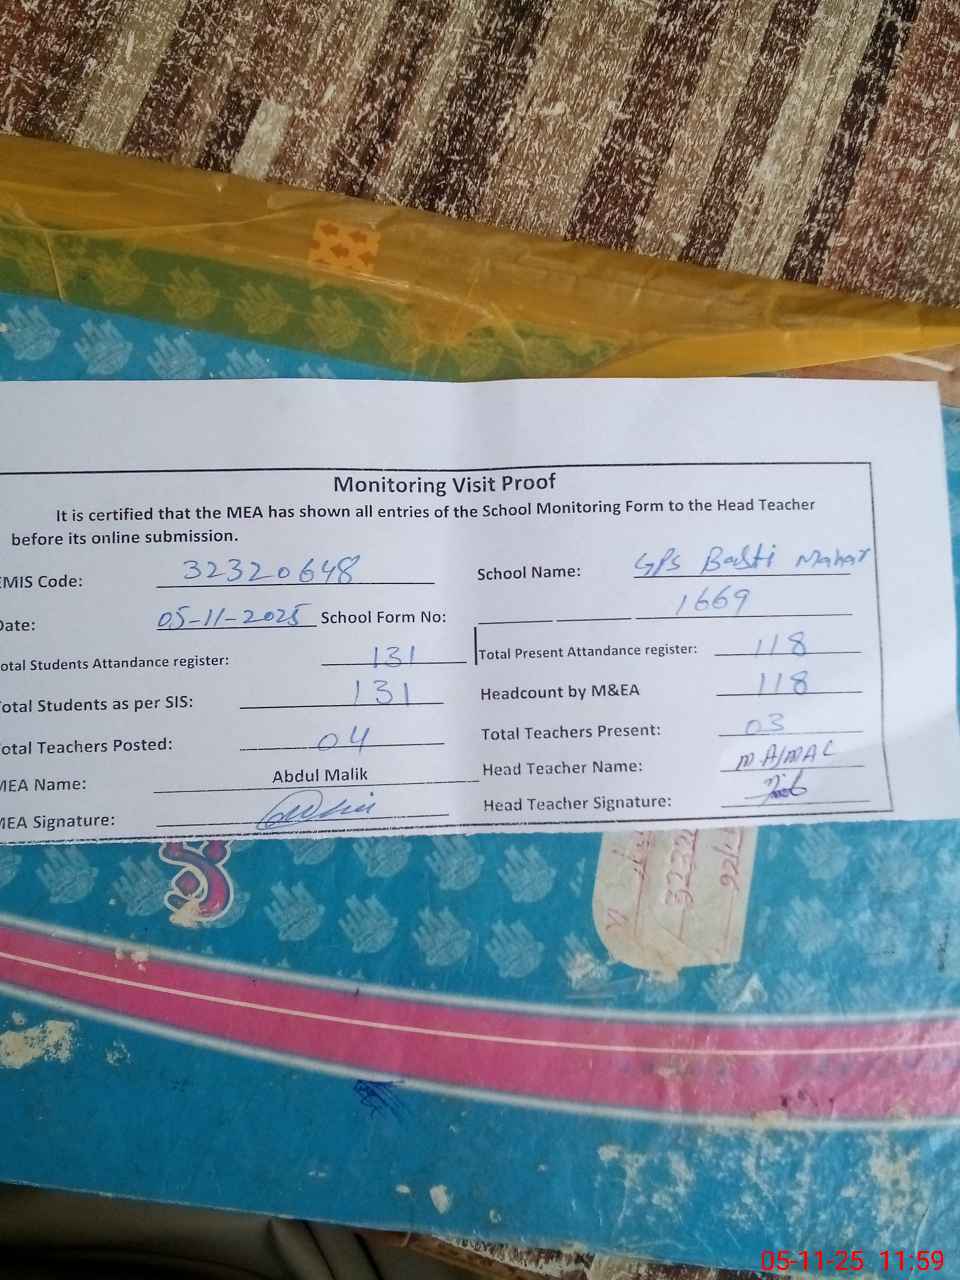 Monitoring Visit Proof
It is certified that the MEA has shown all entries of the School Monitoring Form to the Head Teacher
before its online submission.
EMIS Code: 32320648 School Name: GPS Basti Mahar
Date: 05-11-2025 School Form No: 1669
otal Students Attandance register: 131 Total Present Attandance register: 118
otal Students as per SIS: 131 Headcount by M&EA 118
otal Teachers Posted: 04 Total Teachers Present: 03
MEA Name: Abdul Malik Head Teacher Name:
MEA Signature: Head Teacher Signature:
05-11-25 11:59